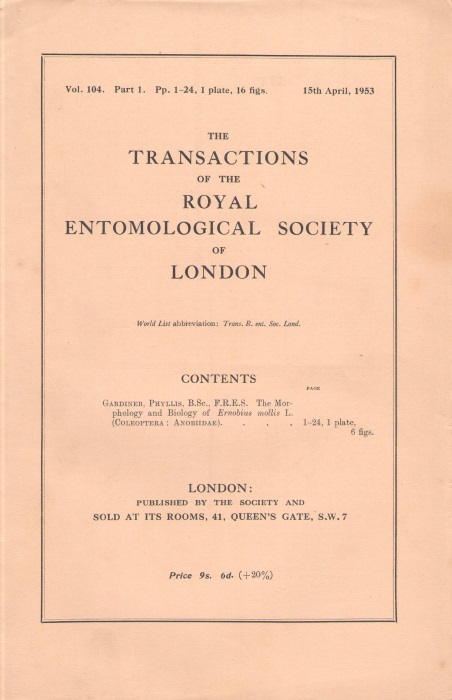 Vol. 104. Part 1. Pp. 1–24, 1 plate, 16 figs. 15th April, 1953
THE
TRANSACTIONS
OF THE
ROYAL
ENTOMOLOGICAL SOCIETY
OF
LONDON
World List abbreviation: Trans. R. ent. Soc. Lond.
CONTENTS
PAGE
GARDINER, PHYLLIS, B.Sc., F.R.E.S. The Mor-
phology and Biology of Ernobius mollis L.
(COLEOPTERA: ANOBIIDAE). . . . 1–24, 1 plate,
6 figs.
LONDON:
PUBLISHED BY THE SOCIETY AND
SOLD AT ITS ROOMS, 41, QUEEN'S GATE, S.W. 7
Price 9s. 6d. (+20%)